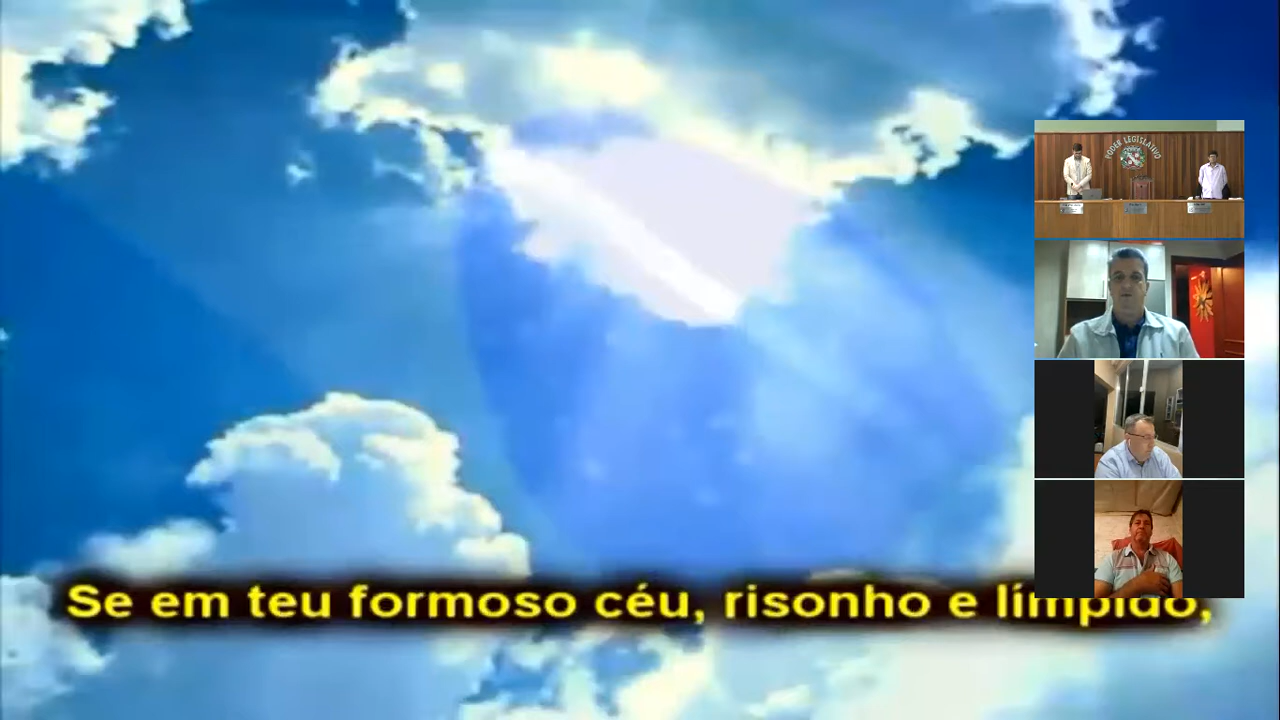 PODER LEGISLATIVO
Se em teu formoso céu, risonho e límpido,